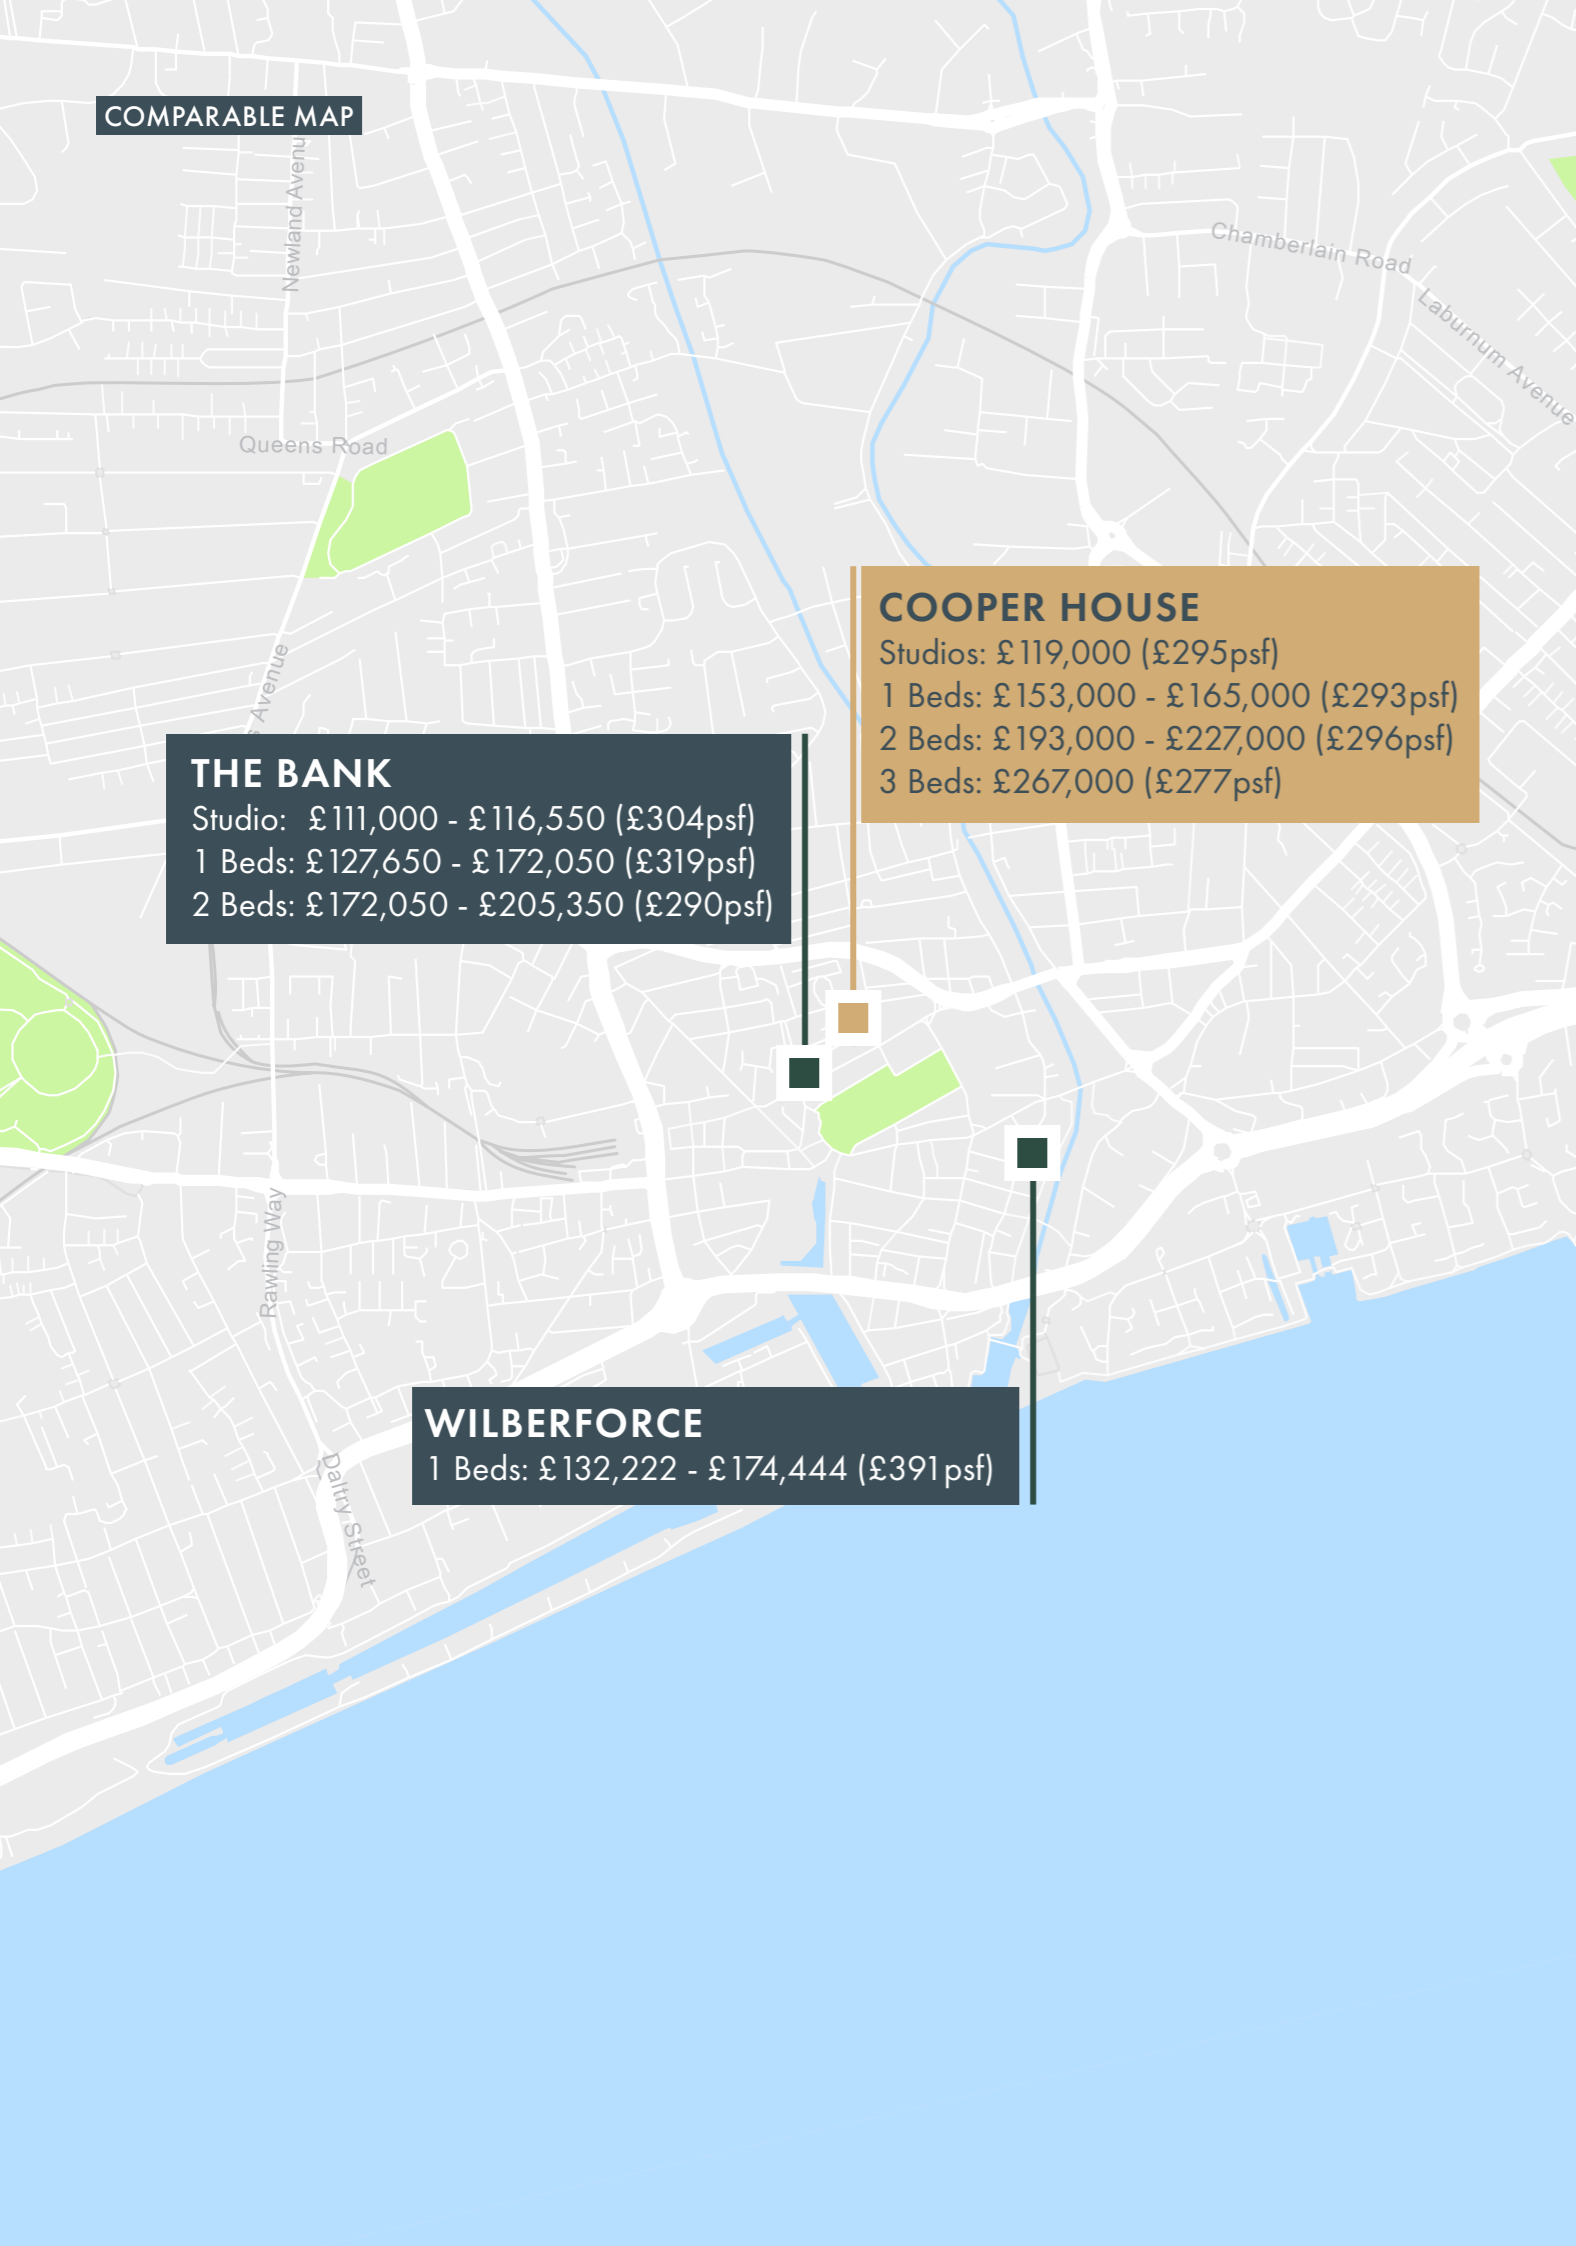 COMPARABLE MAP
Newland Avenu
Chamberlain Road
Laburnum Avenue
Queens Road
COOPER HOUSE
Studios: £119,000 (£295psf)
1 Beds: £153,000 - £165,000 (£293psf)
2 Beds: £193,000 - £227,000 (£296psf)
3 Beds: £267,000 (£277psf)
s Avenue
THE BANK
Studio: £111,000 - £116,550 (£304psf)
1 Beds: £127,650 - £172,050 (£319psf)
2 Beds: £172,050 - £205,350 (£290psf)
Rawling Way
WILBERFORCE
1 Beds: £132,222 - £174,444 (£391psf)
Daltry Street